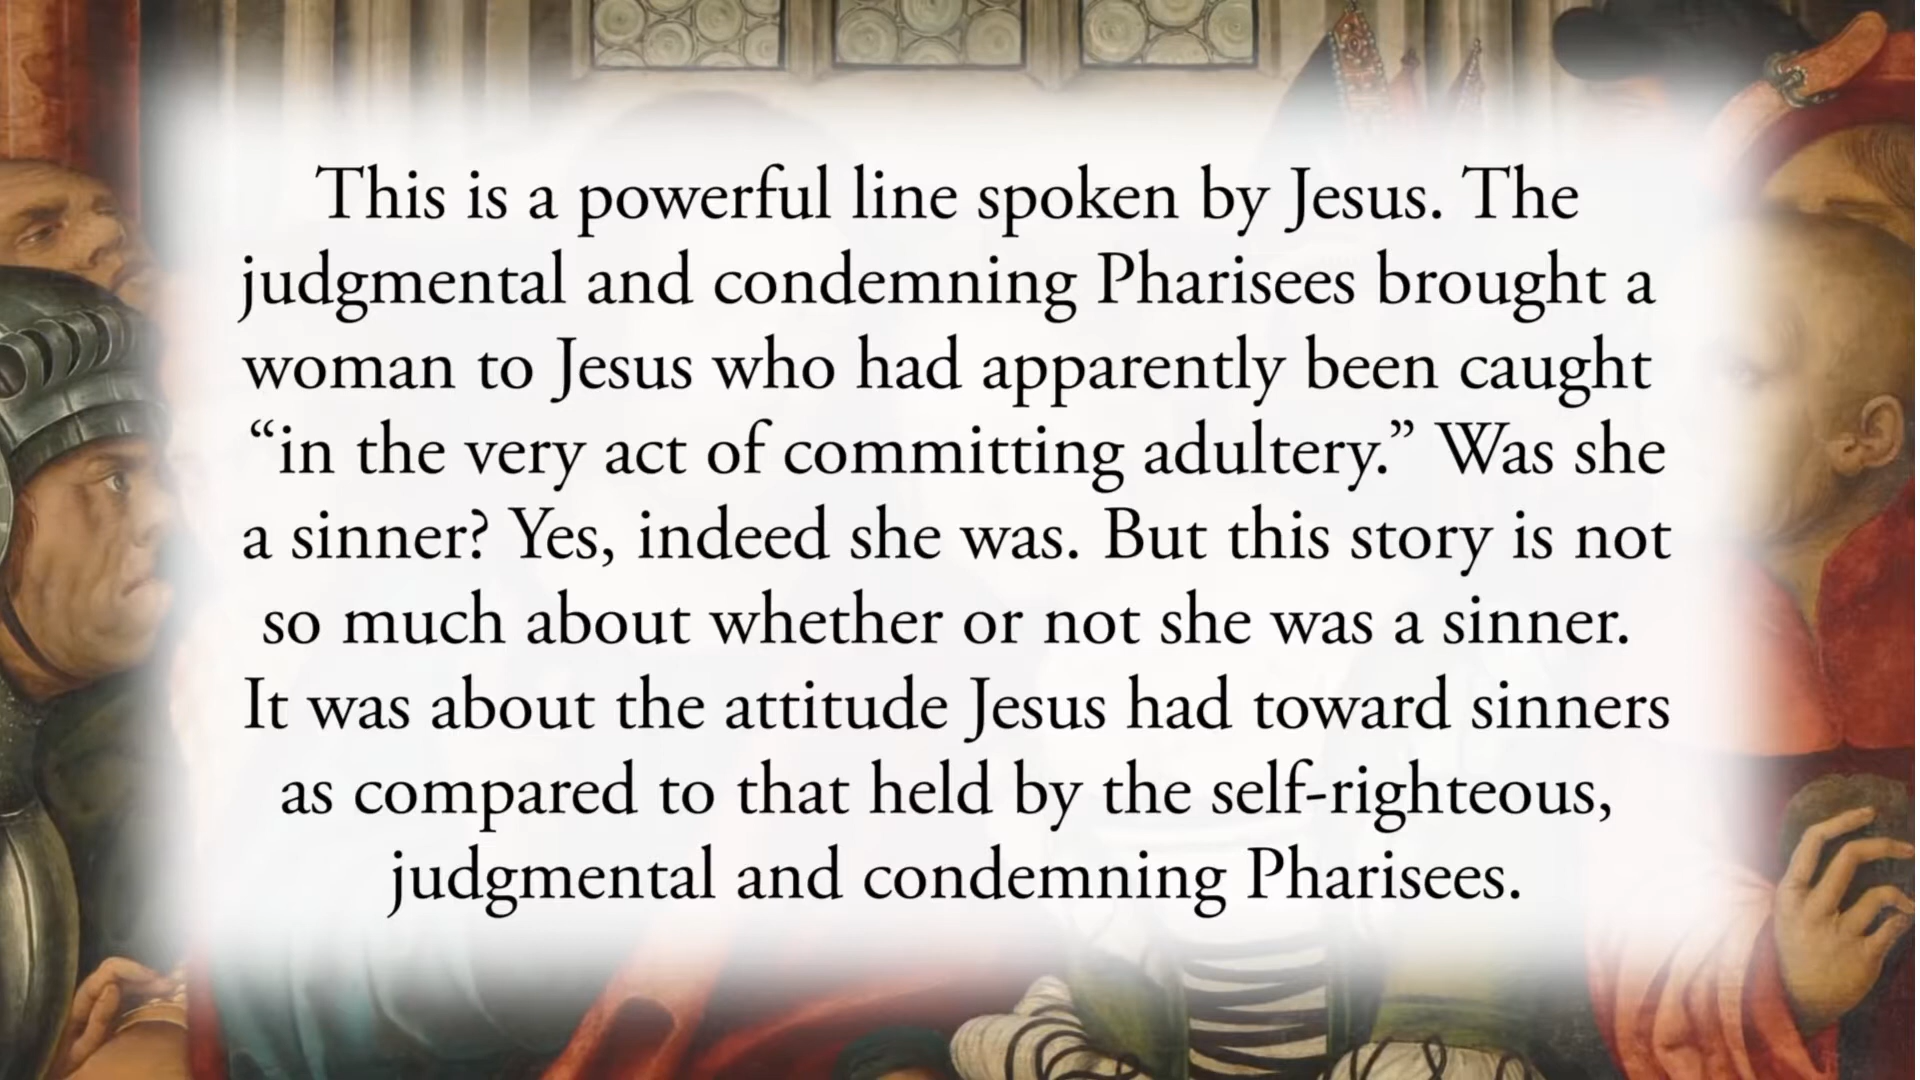 This is a powerful line spoken by Jesus. The
judgmental and condemning Pharisees brought a
woman to Jesus who had apparently been caught
“in the very act of committing adultery.” Was she
a sinner? Yes, indeed she was. But this story is not
so much about whether or not she was a sinner.
It was about the attitude Jesus had toward sinners
as compared to that held by the self-righteous,
judgmental and condemning Pharisees.